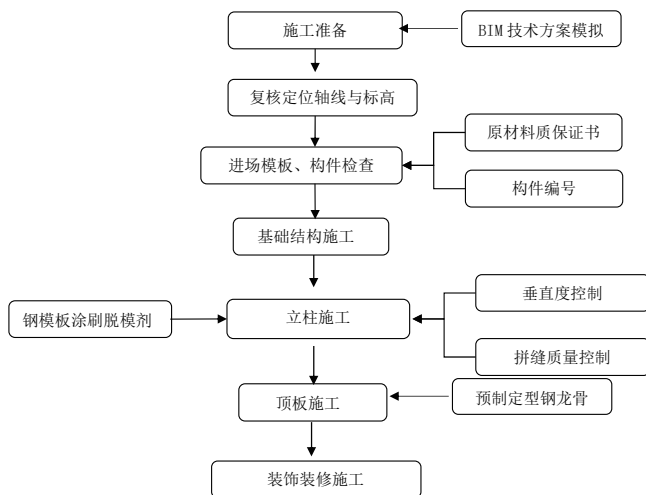 施工准备
BIM 技术方案模拟
复核定位轴线与标高
原材料质保证书
进场模板、构件检查
构件编号
基础结构施工
垂直度控制
钢模板涂刷脱模剂
立柱施工
拼缝质量控制
顶板施工
预制定型钢龙骨
装饰装修施工